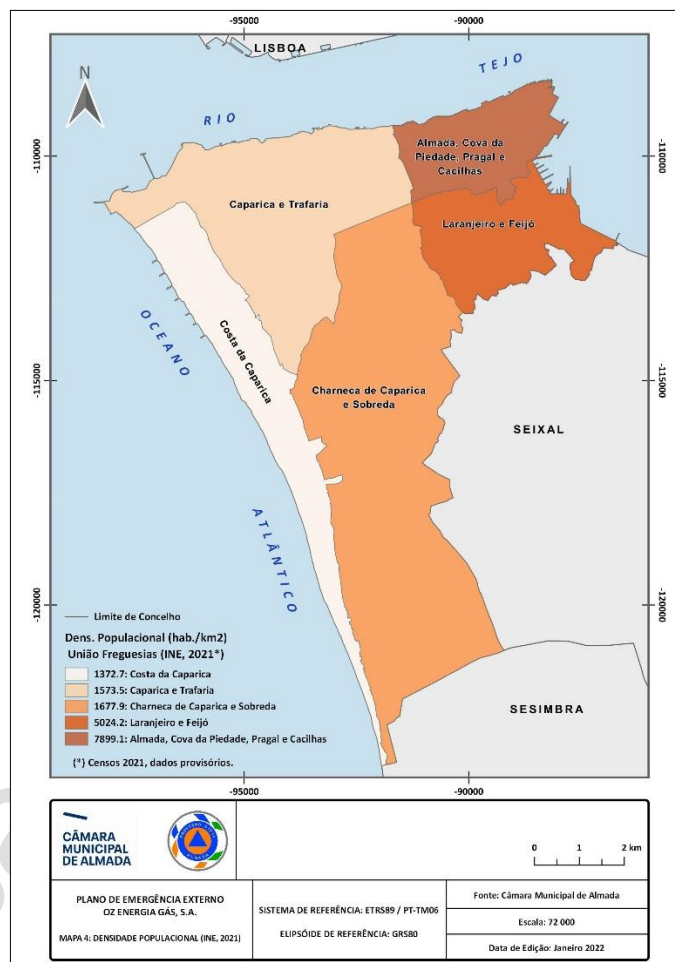 -95000
-90000
LISBOA
TEJO
N
RIO
-110000
-110000
Almada, Cova da
Piedade, Pragal e
Cacilhas
Caparica e Trafaria
Laranjeiro e Feijó
OCEANO
Costa da Caparica
-115000
-115000
Charneca de Caparica
e Sobreda
SEIXAL
ATLÂNTICO
-120000
-120000
Limite de Concelho
Dens. Populacional (hab./km2)
União Freguesias (INE, 2021*)
1372.7: Costa da Caparica
1573.5: Caparica e Trafaria
1677.9: Charneca de Caparica e Sobreda
5024.2: Laranjeiro e Feijó
7899.1: Almada, Cova da Piedade, Pragal e Cacilhas
(*) Censos 2021, dados provisórios.
SESIMBRA
-95000
-90000
CÂMARA
MUNICIPAL
DE ALMADA
0 1 2 km
PLANO DE EMERGÊNCIA EXTERNO
OZ ENERGIA GÁS, S.A.
MAPA 4: DENSIDADE POPULACIONAL (INE, 2021)
SISTEMA DE REFERÊNCIA: ETRS89 / PT-TM06
ELIPSÓIDE DE REFERÊNCIA: GRS80
Fonte: Câmara Municipal de Almada
Escala: 72 000
Data de Edição: Janeiro 2022